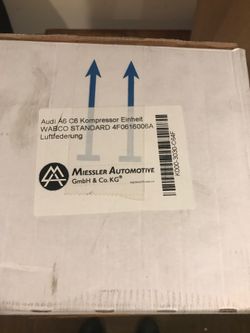 Audi A6 C6 Kompressor Einheit
WABCO STANDARD 4F0616006A
Luftfederung
MIESSLER AUTOMOTIVE
GmbH & Co. KG®